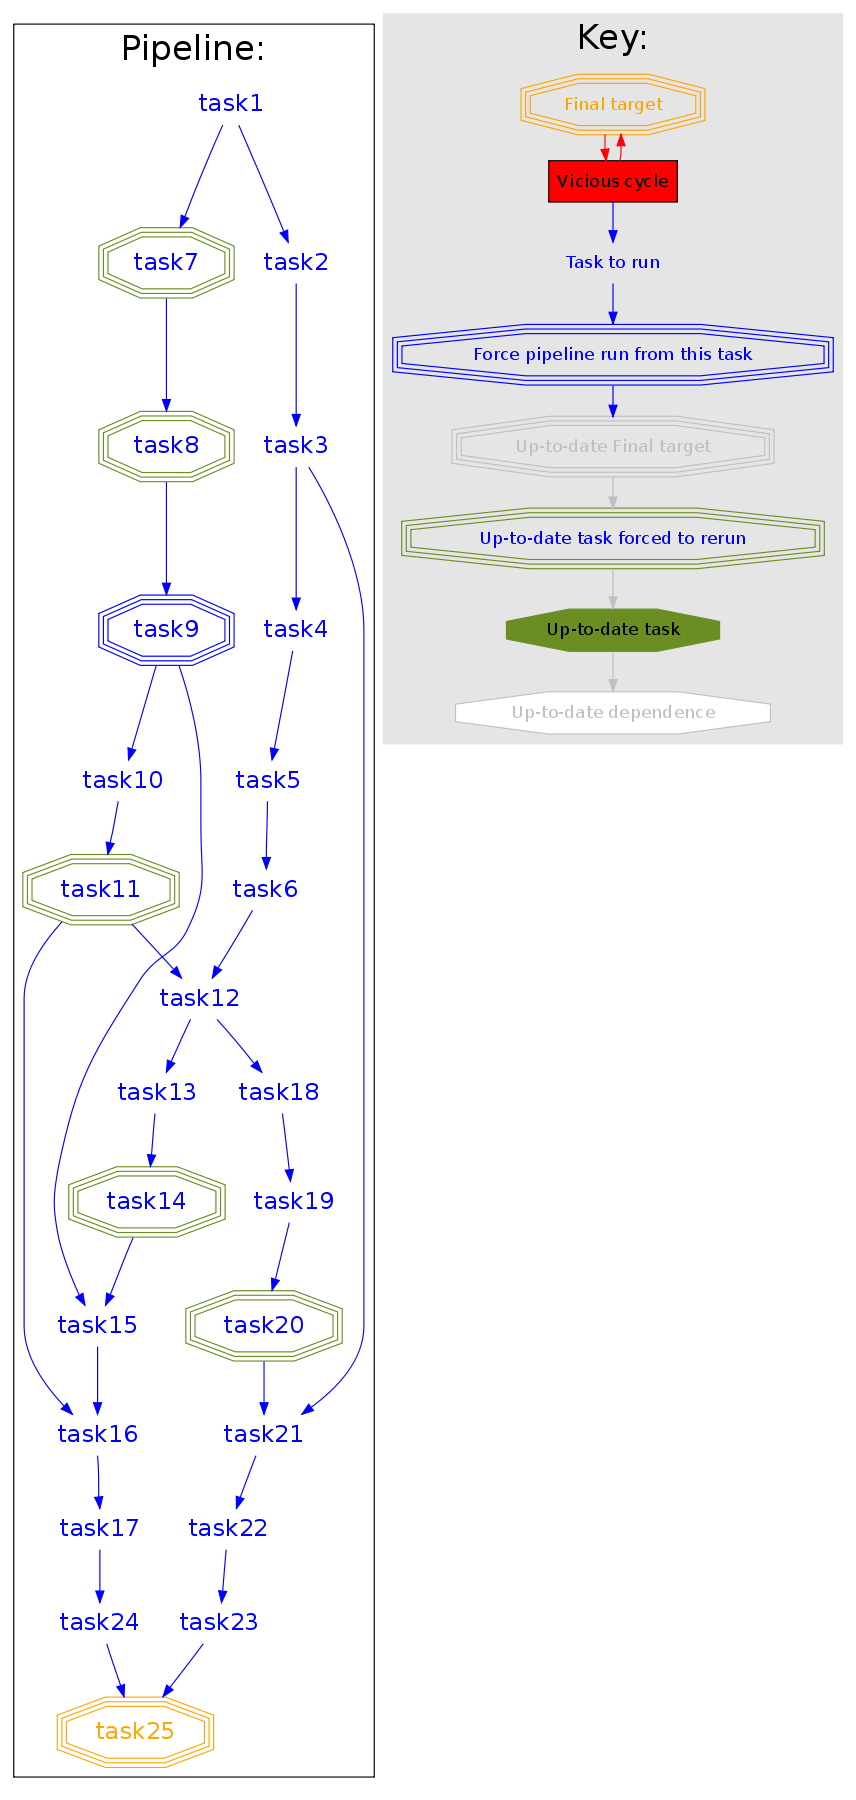 Pipeline:
task1
task7
task2
task8
task3
task9
task4
task10
task5
task11
task6
task12
task13
task18
task14
task19
task15
task20
task16
task21
task17
task22
task24
task23
task25
Key:
Final target
Vicious cycle
Task to run
Force pipeline run from this task
Up-to-date Final target
Up-to-date task forced to rerun
Up-to-date task
Up-to-date dependence